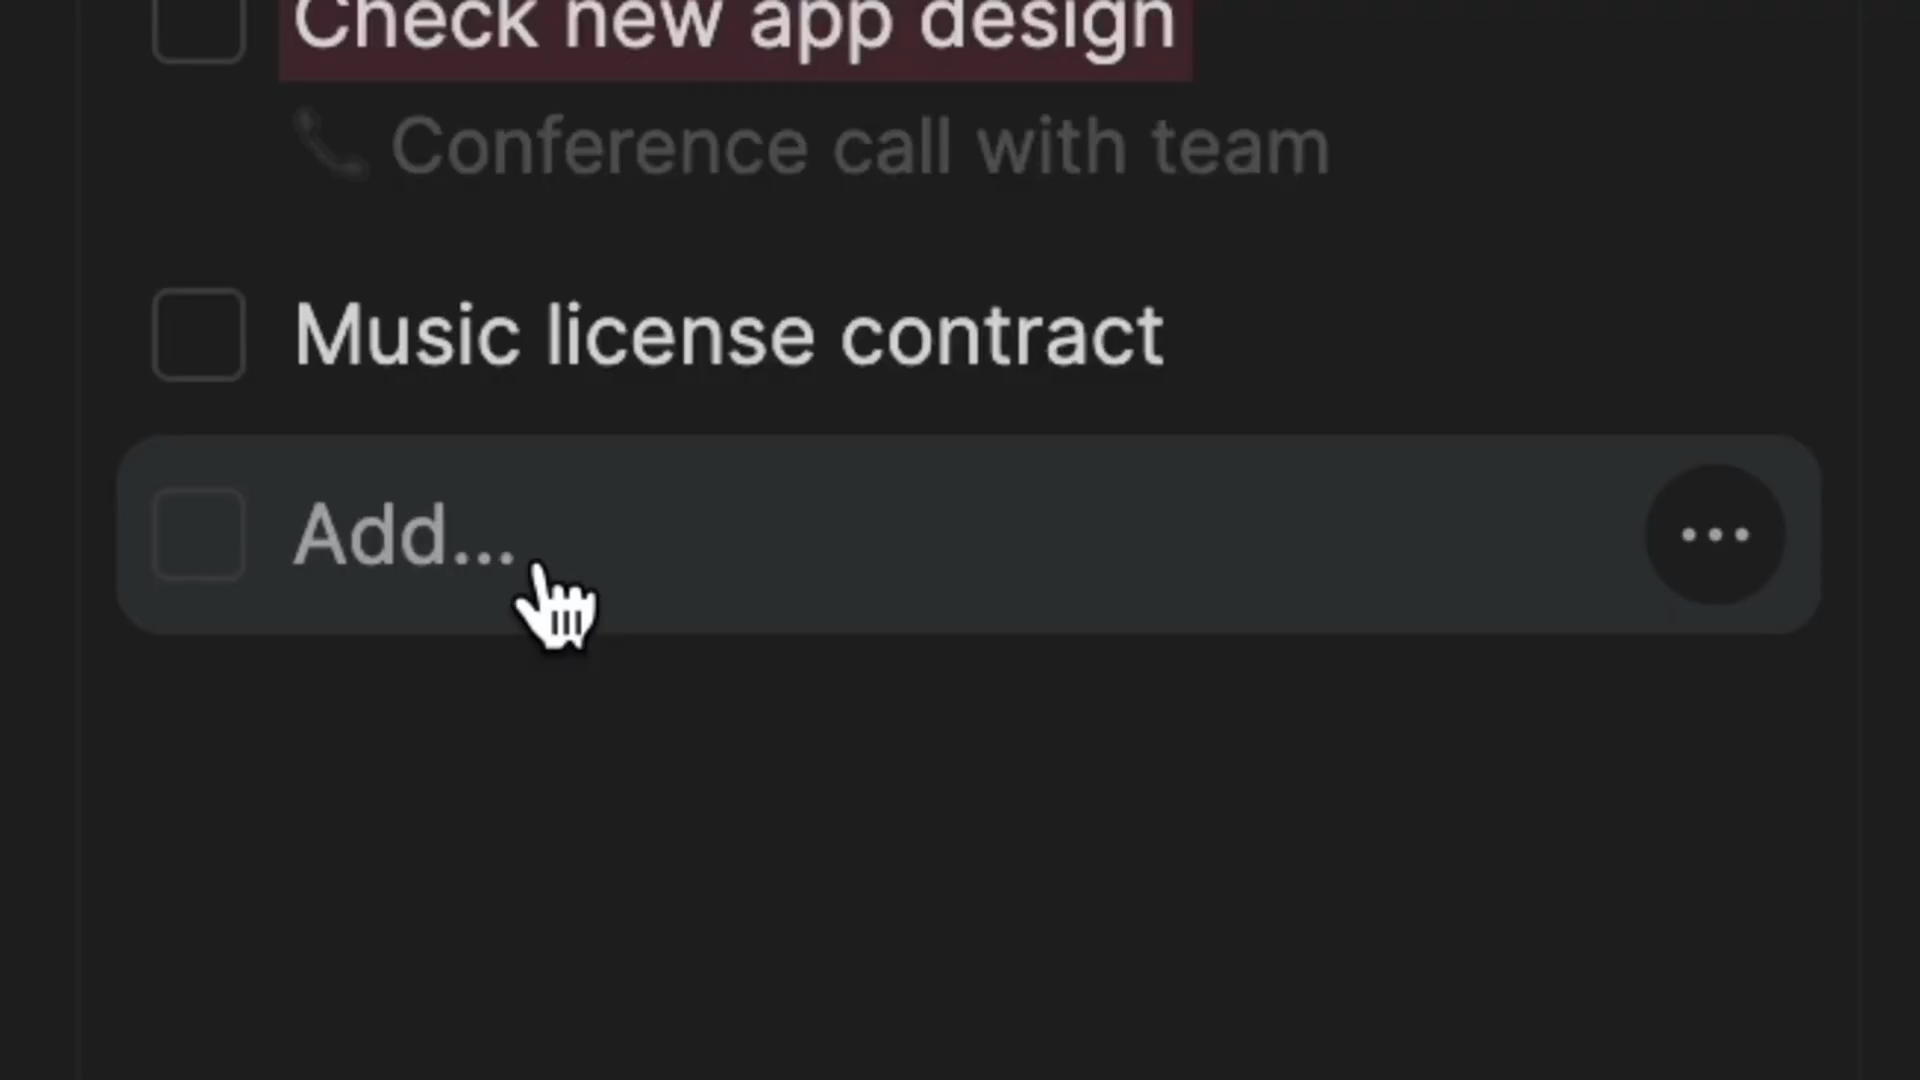 Check new app design
📞 Conference call with team
Music license contract
Add...